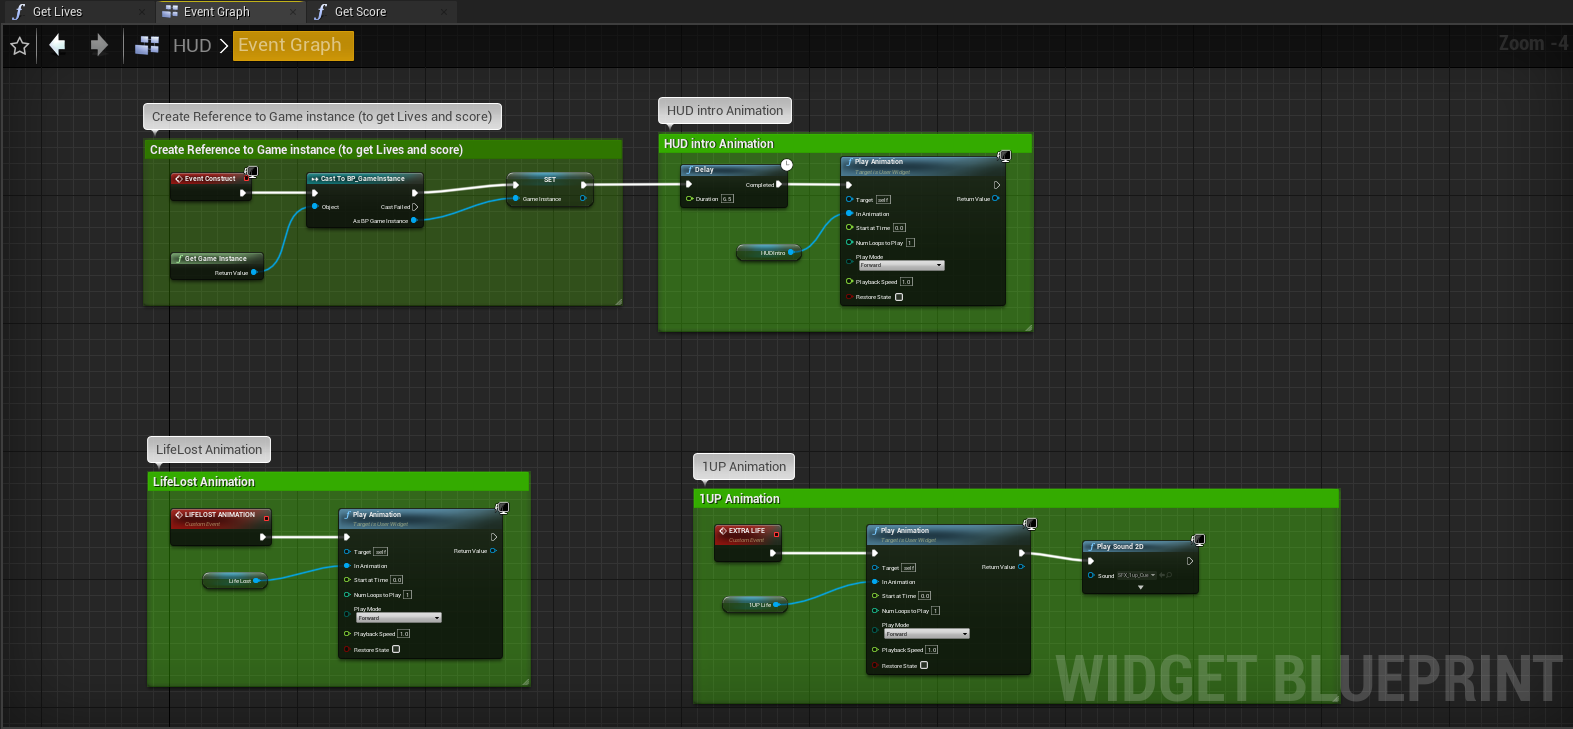 Get Lives
Event Graph
Get Score
HUD
Event Graph
Zoom -4
Create Reference to Game instance (to get Lives and score)
Create Reference to Game instance (to get Lives and score)
Event Construct
Cast To BP_GameInstance
Object
Cast Failed
As BP Game Instance
SET
Game Instance
Get Game Instance
Return Value
HUD intro Animation
HUD intro Animation
Delay
Completed
Duration 0.5
HUDIntro
Play Animation
Target is User Widget
Target self
Return Value
In Animation
Start at Time 0.0
Num Loops to Play 1
Play Mode
Forward
Playback Speed 1.0
Restore State
LifeLost Animation
LifeLost Animation
LIFELOST ANIMATION
Custom Event
Life Lost
Play Animation
Target is User Widget
Target self
Return Value
In Animation
Start at Time 0.0
Num Loops to Play 1
Play Mode
Forward
Playback Speed 1.0
Restore State
1UP Animation
1UP Animation
EXTRA LIFE
Custom Event
1UP Life
Play Animation
Target is User Widget
Target self
Return Value
In Animation
Start at Time 0.0
Num Loops to Play 1
Play Mode
Forward
Playback Speed 1.0
Restore State
Play Sound 2D
Sound SFX_1up_Cue
WIDGET BLUEPRINT